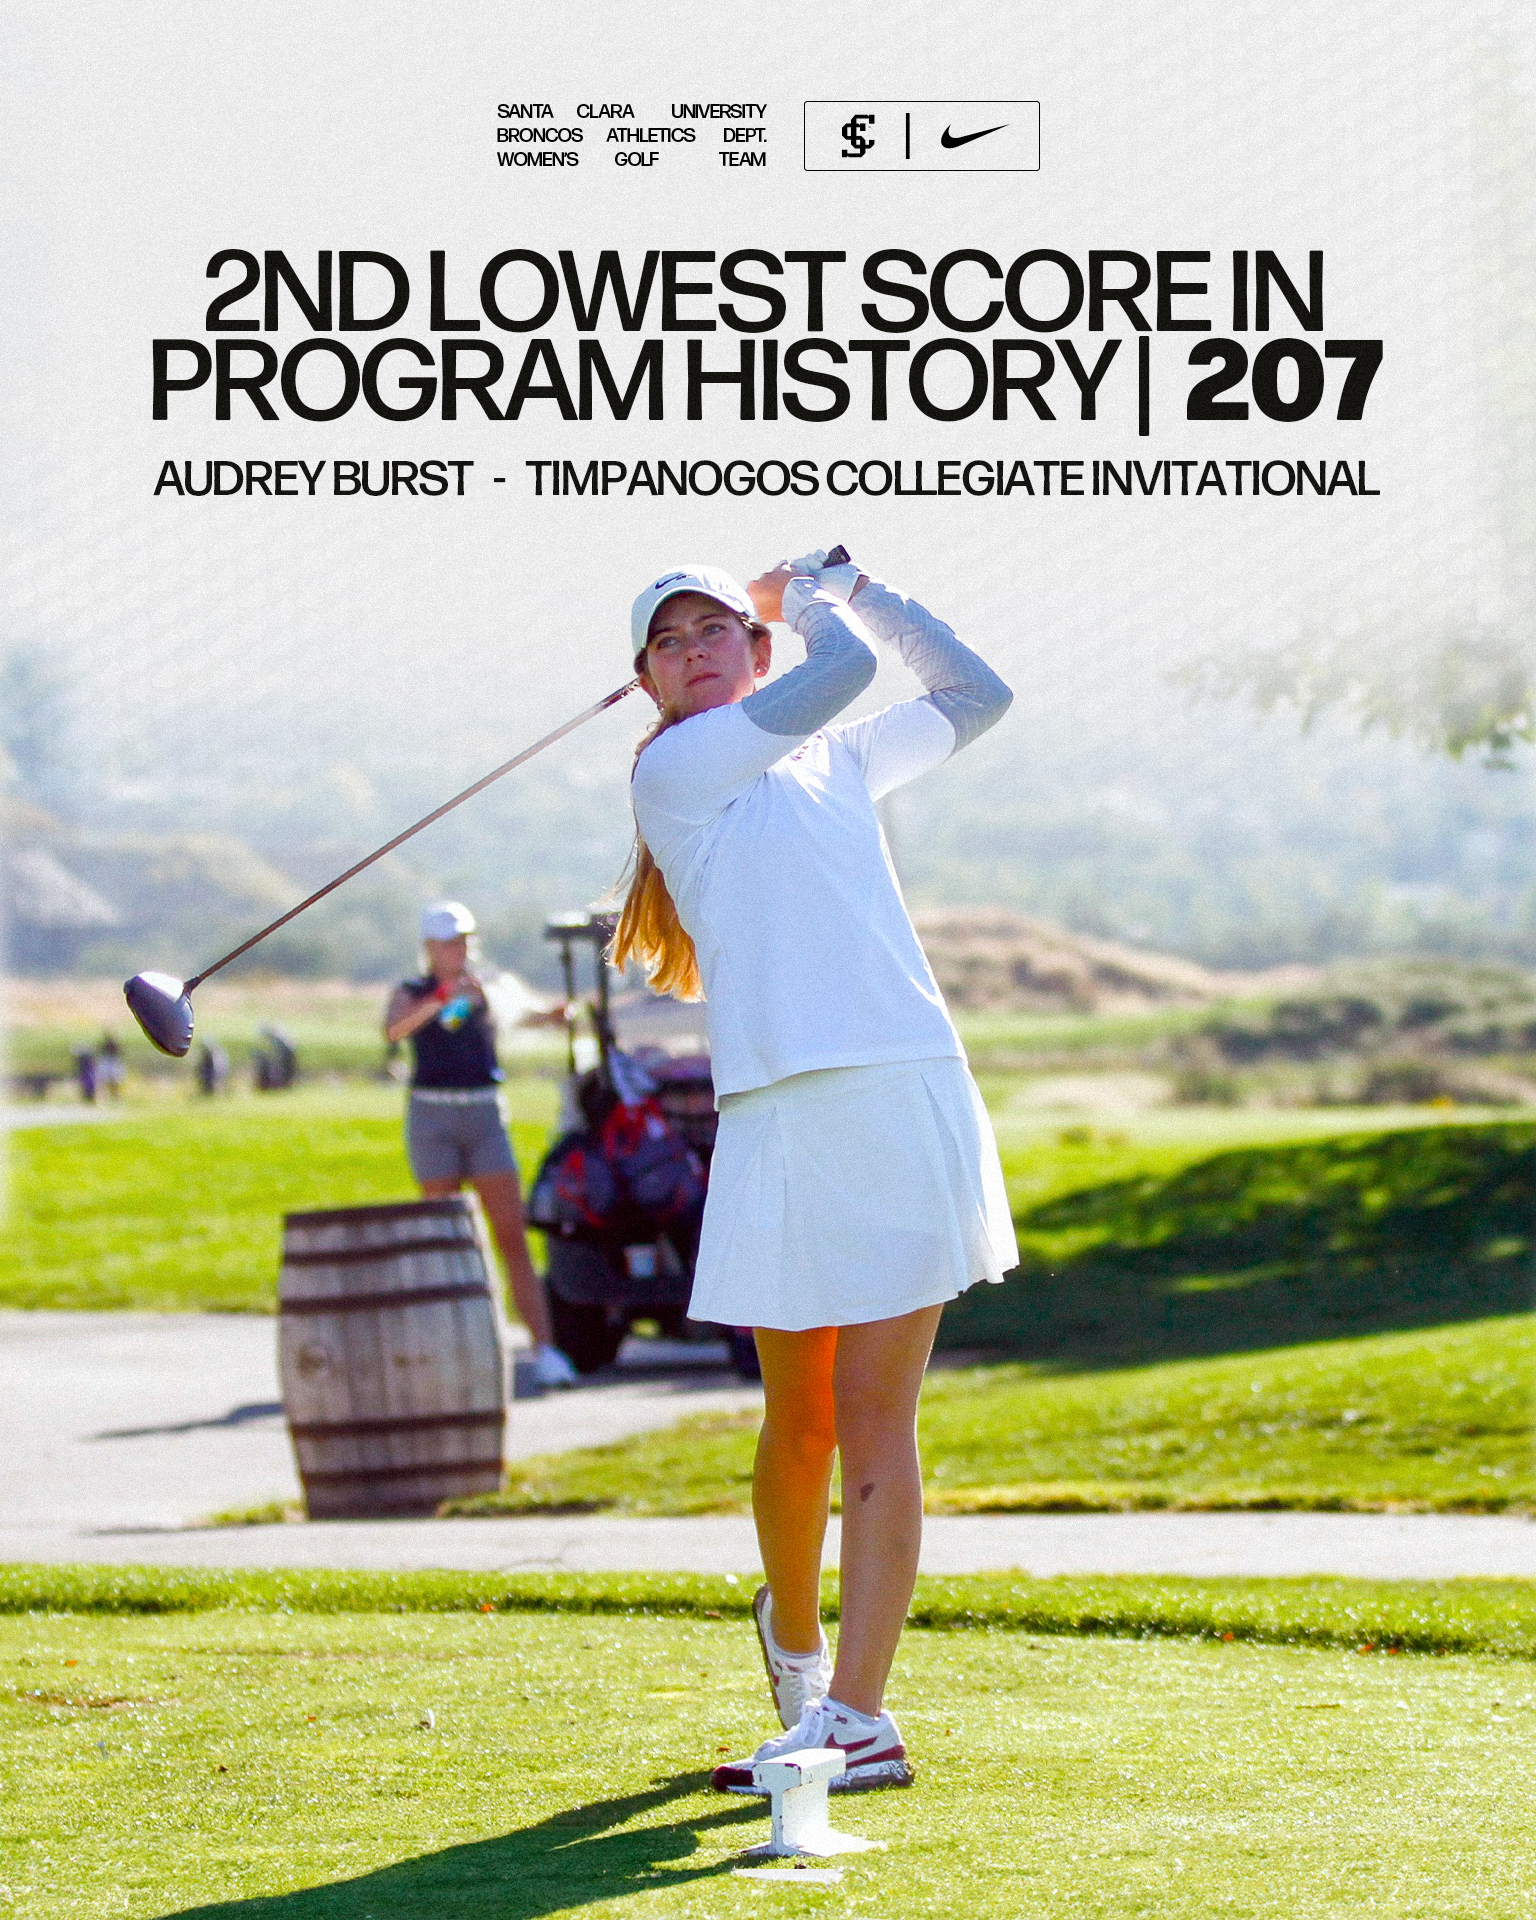 SANTA CLARA UNIVERSITY
BRONCOS ATHLETICS DEPT.
WOMEN'S GOLF TEAM
2ND LOWEST SCORE IN
PROGRAM HISTORY | 207
AUDREY BURST - TIMPANOGOS COLLEGIATE INVITATIONAL